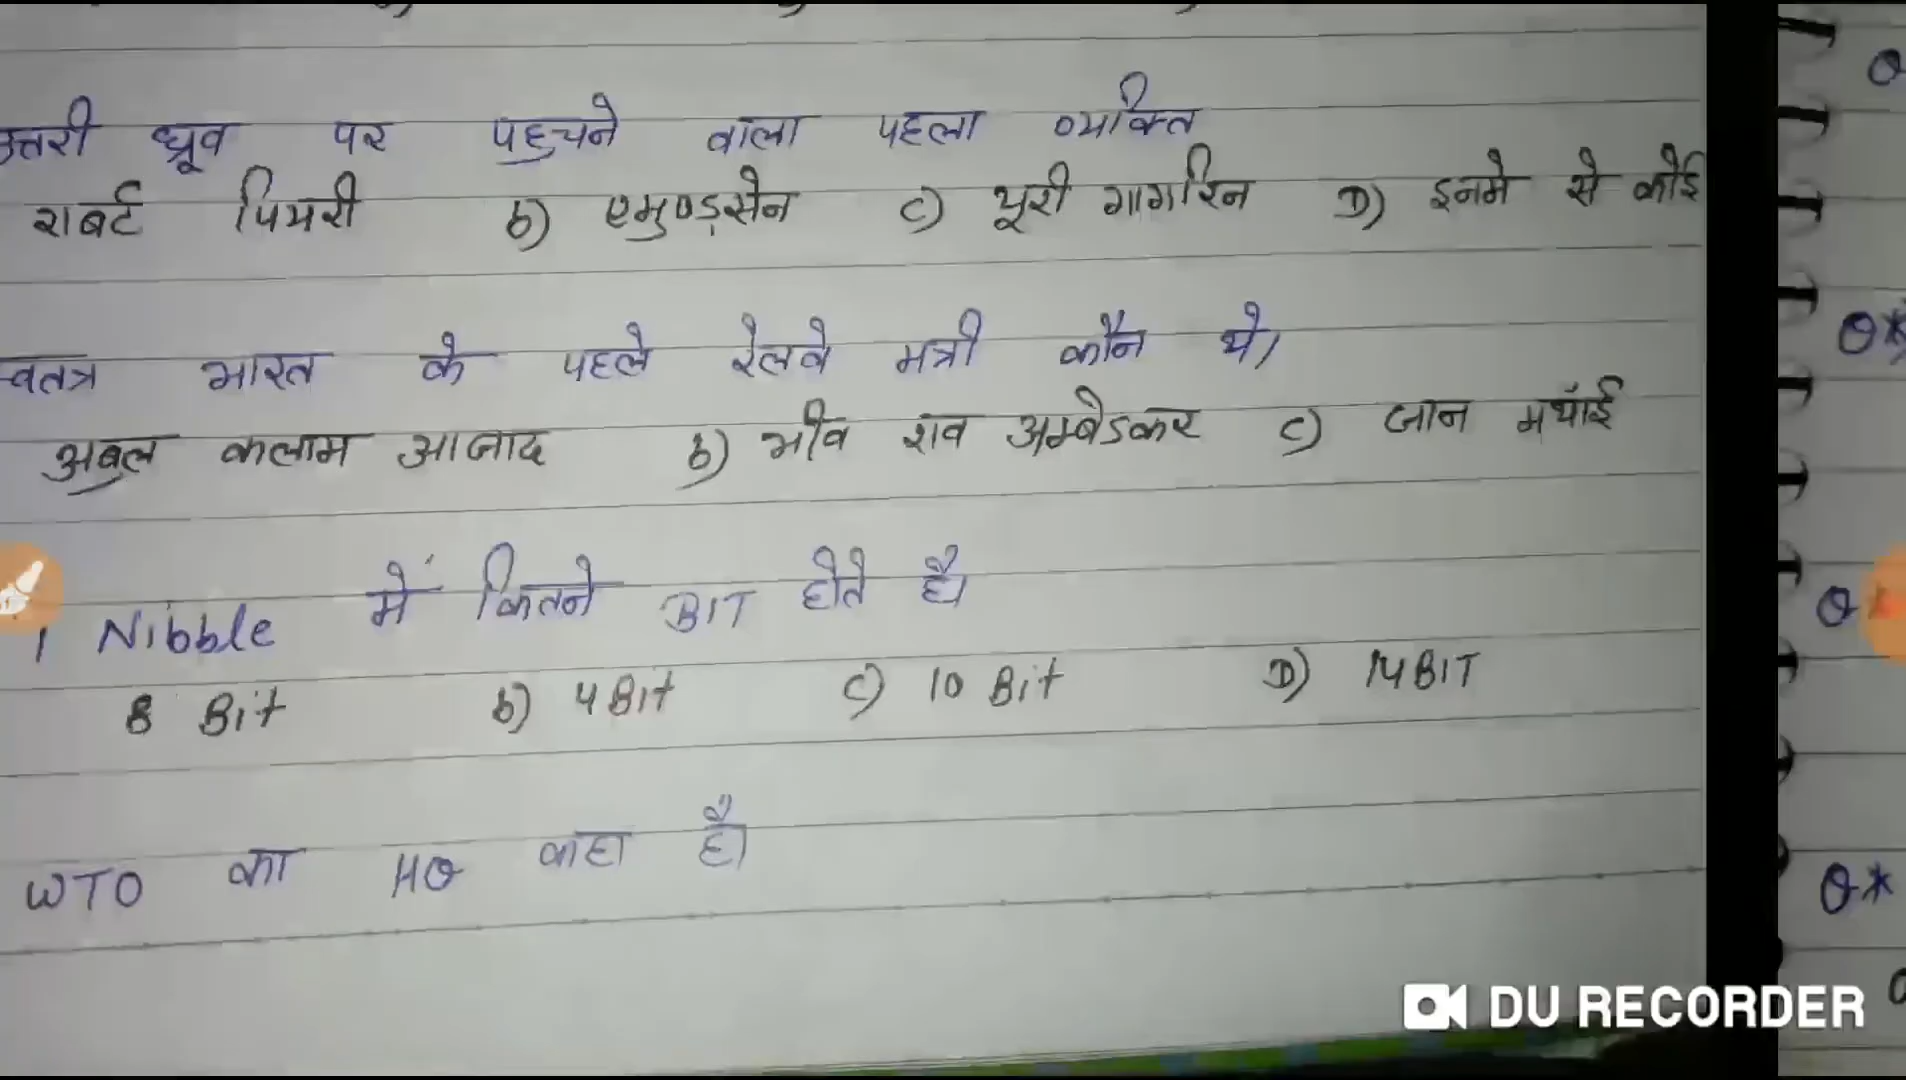 उत्तरी ध्रूव पर पहुचने वाला पहला व्यक्ति
राबर्ट पियरी b) एमुण्ड़सेन c) यूरी गागरिन D) इनमे से कोई
वतत्र भारत के पहले रेलवे मत्री कौन थे।
अबुल कलाम आजाद b) भीव राव अम्बेडकर c) जान मथॉई
1 Nibble में कितने BIT होते है।
8 Bit b) 4 Bit c) 10 Bit D) 14 BIT
WTO का HQ कहा है।
Q*
Q*
DU RECORDER